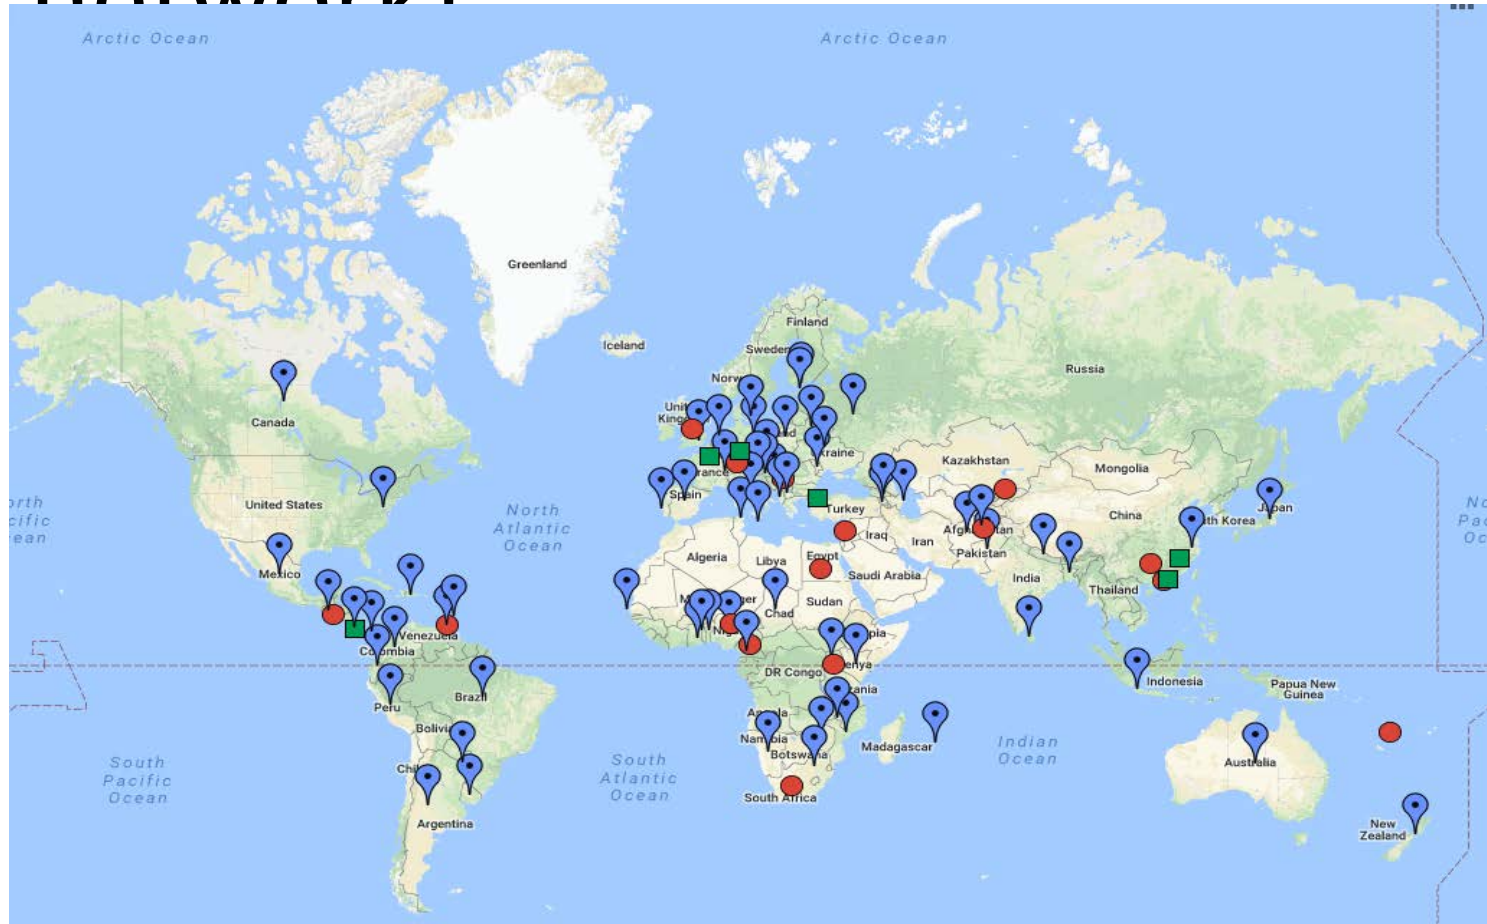 Arctic Ocean
Arctic Ocean
Greenland
Finland
Iceland
Sweden
Russia
Canada
Kazakhstan
Mongolia
United States
Spain
North
Atlantic
Ocean
Turkey
China
Japan
Iraq
Iran
Pakistan
Algeria
Libya
Egypt
Mexico
Saudi Arabia
India
Thailand
Chad
Sudan
Venezuela
Colombia
DR Congo
Indonesia
Papua New
Guinea
Peru
Brazil
Bolivia
Angola
Namibia
Botswana
Madagascar
Indian
Ocean
South
Pacific
Ocean
South
Atlantic
Ocean
Australia
South Africa
Argentina
New
Zealand